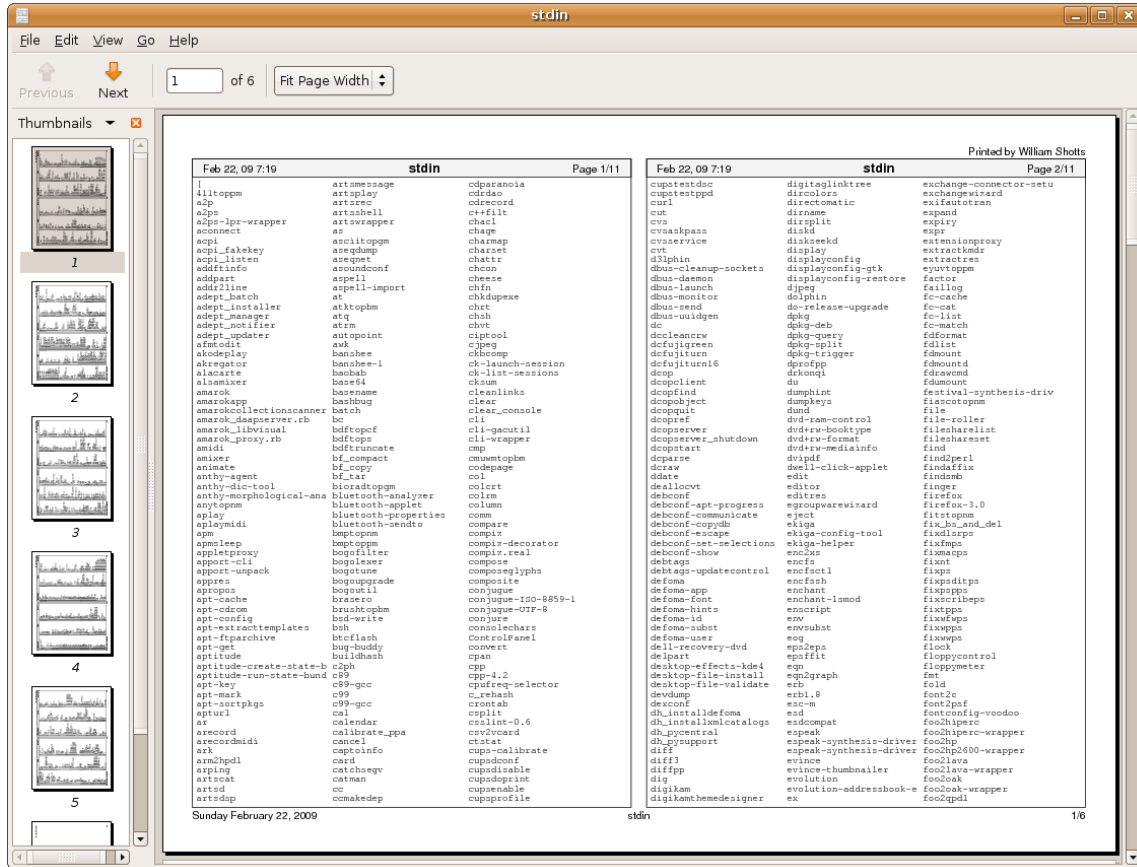 stdin
File Edit View Go Help
Previous Next 1 of 6 Fit Page Width
Thumbnails
1
2
3
4
5
Printed by William Shotts
Feb 22, 09 7:19 stdin Page 1/11
[
411toppm
a2p
a2ps
a2ps-lpr-wrapper
aconnect
acpi
acpi_fakekey
acpi_listen
addftinfo
addpart
addr2line
adept_batch
adept_installer
adept_manager
adept_notifier
adept_updater
afmtodit
akodeplay
akregator
alacarte
alsamixer
amarok
amarokapp
amarokcollectionscanner
amarok_daapserver.rb
amarok_libvisual
amarok_proxy.rb
amidi
amixer
animate
anthy-agent
anthy-dic-tool
anthy-morphological-ana
anytopnm
aplay
aplaymidi
apm
apmsleep
appletproxy
apport-cli
apport-unpack
appres
apropos
apt-cache
apt-cdrom
apt-config
apt-extracttemplates
apt-ftparchive
apt-get
aptitude
aptitude-create-state-b
aptitude-run-state-bund
apt-key
apt-mark
apt-sortpkgs
apturl
ar
arecord
arecordmidi
ark
arm2hpdl
arping
artscat
artsd
artsdsp
artsmessage
artsplay
artsrec
artsshell
artswrapper
as
asciitopgm
aseqdump
aseqnet
asoundconf
aspell
aspell-import
at
atktopbm
atq
atrm
autopoint
awk
banshee
banshee-1
baobab
base64
basename
bashbug
batch
bc
bdftopcf
bdftops
bdftruncate
bf_compact
bf_copy
bf_tar
bioradtopgm
bluetooth-analyzer
bluetooth-applet
bluetooth-properties
bluetooth-sendto
bmptopnm
bmptoppm
bogofilter
bogolexer
bogotune
bogoupgrade
bogoutil
brasero
brushtopbm
bsd-write
bsh
btcflash
bug-buddy
buildhash
c2ph
c89
c89-gcc
c99
c99-gcc
cal
calendar
calibrate_ppa
cancel
captoinfo
card
catchsegv
catman
cc
ccmakedep
cdparanoia
cdrdao
cdrecord
c++filt
chacl
chage
charmap
charset
chattr
chcon
cheese
chfn
chkdupexe
chrt
chsh
chvt
ciptool
cjpeg
ckbcomp
ck-launch-session
ck-list-sessions
cksum
cleanlinks
clear
clear_console
cli
cli-gacutil
cli-wrapper
cmp
cmuwmtopbm
codepage
col
colcrt
colrm
column
comm
compare
compiz
compiz-decorator
compiz.real
compose
composeglyphs
composite
conjugue
conjugue-ISO-8859-1
conjugue-UTF-8
conjure
consolechars
ControlPanel
convert
cpan
cpp
cpp-4.2
cpufreq-selector
c_rehash
crontab
csplit
csslint-0.6
csv2vcard
ctstat
cups-calibrate
cupsdconf
cupsdisable
cupsdoprint
cupsenable
cupsprofile
Feb 22, 09 7:19 stdin Page 2/11
cupstestdsc
cupstestppd
curl
cut
cvs
cvsaskpass
cvsservice
cvt
d3lphin
dbus-cleanup-sockets
dbus-daemon
dbus-launch
dbus-monitor
dbus-send
dbus-uuidgen
dc
dccleancrw
dcfujigreen
dcfujiturn
dcfujiturn16
dcop
dcopclient
dcopfind
dcopobject
dcopquit
dcopref
dcopserver
dcopserver_shutdown
dcopstart
dcparse
dcraw
ddate
deallocvt
debconf
debconf-apt-progress
debconf-communicate
debconf-copydb
debconf-escape
debconf-set-selections
debconf-show
debtags
debtags-updatecontrol
defoma
defoma-app
defoma-font
defoma-hints
defoma-id
defoma-subst
defoma-user
dell-recovery-dvd
delpart
desktop-effects-kde4
desktop-file-install
desktop-file-validate
devdump
dexconf
dh_installdefoma
dh_installxmlcatalogs
dh_pycentral
dh_pysupport
diff
diff3
diffpp
dig
digikam
digikamthemedesigner
digitaglinktree
dircolors
directomatic
dirname
dirsplit
diskd
diskseekd
display
displayconfig
displayconfig-gtk
displayconfig-restore
djpeg
dolphin
do-release-upgrade
dpkg
dpkg-deb
dpkg-query
dpkg-split
dpkg-trigger
dprofpp
drkonqi
du
dumphint
dumpkeys
dund
dvd-ram-control
dvd+rw-booktype
dvd+rw-format
dvd+rw-mediainfo
dvipdf
dwell-click-applet
edit
editor
editres
egroupwarewizard
eject
ekiga
ekiga-config-tool
ekiga-helper
enc2xs
encfs
encfsctl
encfssh
enchant
enchant-lsmod
enscript
env
envsubst
eog
eps2eps
epsffit
eqn
eqn2graph
erb
erb1.8
esc-m
esd
esdcompat
espeak
espeak-synthesis-driver
espeak-synthesis-driver
evince
evince-thumbnailer
evolution
evolution-addressbook-e
ex
exchange-connector-setu
exchangewizard
exifautotran
expand
expiry
expr
extensionproxy
extractkmdr
extractres
eyuvtoppm
factor
faillog
fc-cache
fc-cat
fc-list
fc-match
fdformat
fdlist
fdmount
fdmountd
fdrawcmd
fdumount
festival-synthesis-driv
fiascotopnm
file
file-roller
filesharelist
fileshareset
find
find2perl
findaffix
findsmb
finger
firefox
firefox-3.0
fitstopnm
fix_bs_and_del
fixdlsrps
fixfmps
fixmacps
fixnt
fixps
fixpsditps
fixpspps
fixscribeps
fixtpps
fixwfwps
fixwpps
fixwwps
flock
floppycontrol
floppymeter
fmt
fold
font2c
font2psf
fontconfig-voodoo
foo2hiperc
foo2hiperc-wrapper
foo2hp
foo2hp2600-wrapper
foo2lava
foo2lava-wrapper
foo2oak
foo2oak-wrapper
foo2qpdl
Sunday February 22, 2009 stdin 1/6